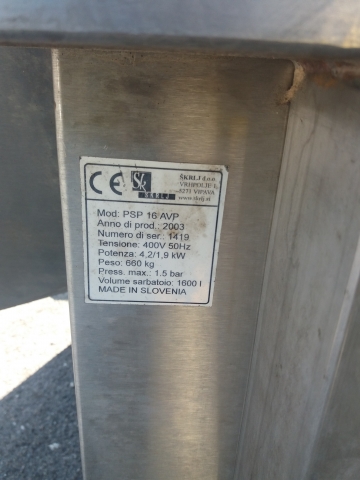 CE ŠK ŠKRLJ d.o.o
ŠKRLJ VRHPOLJE
5271 VIPAVA
www.skrlj.si
Mod: PSP 16 AVP
Anno di prod.: 2003
Numero di ser.: 1419
Tensione: 400V 50Hz
Potenza: 4,2/1,9 kW
Peso: 660 kg
Press. max.: 1.5 bar
Volume sarbatoio: 1600 l
MADE IN SLOVENIA